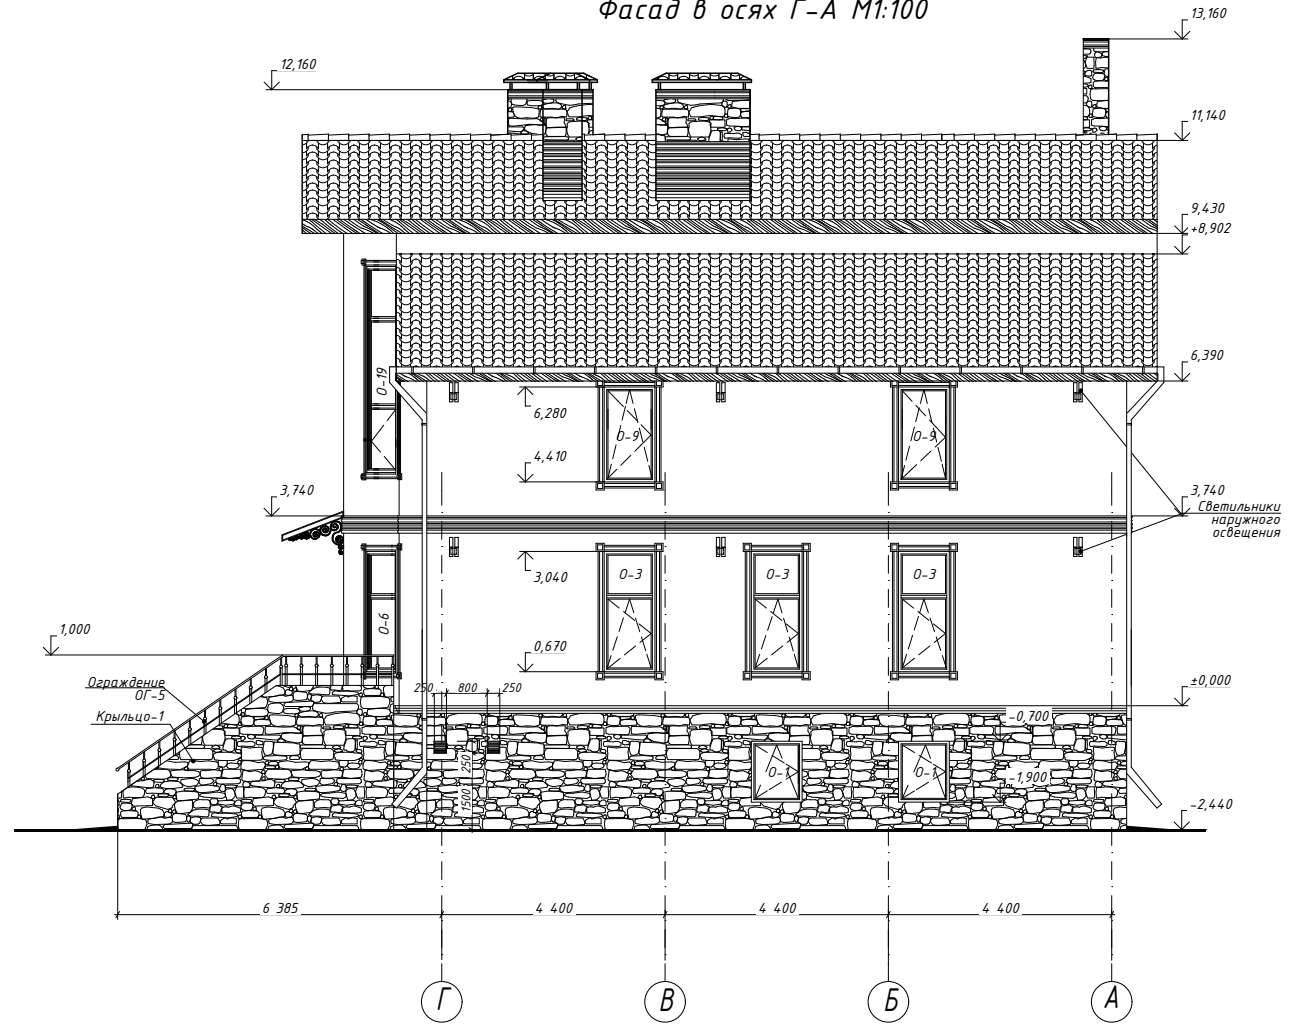 Фасад в осях Г-А М1:100
13,160
12,160
11,140
9,430
+8,902
6,390
О-19
6,280
О-9
О-9
4,410
3,740
3,740
Светильники
наружного
освещения
3,040
О-3
О-3
О-3
О-6
1,000
0,670
Ограждение
ОГ-5
Крыльцо-1
250
800
250
±0,000
-0,700
250
1500
О-1
О-1
-1,900
-2,440
6 385
4 400
4 400
4 400
Г
В
Б
А